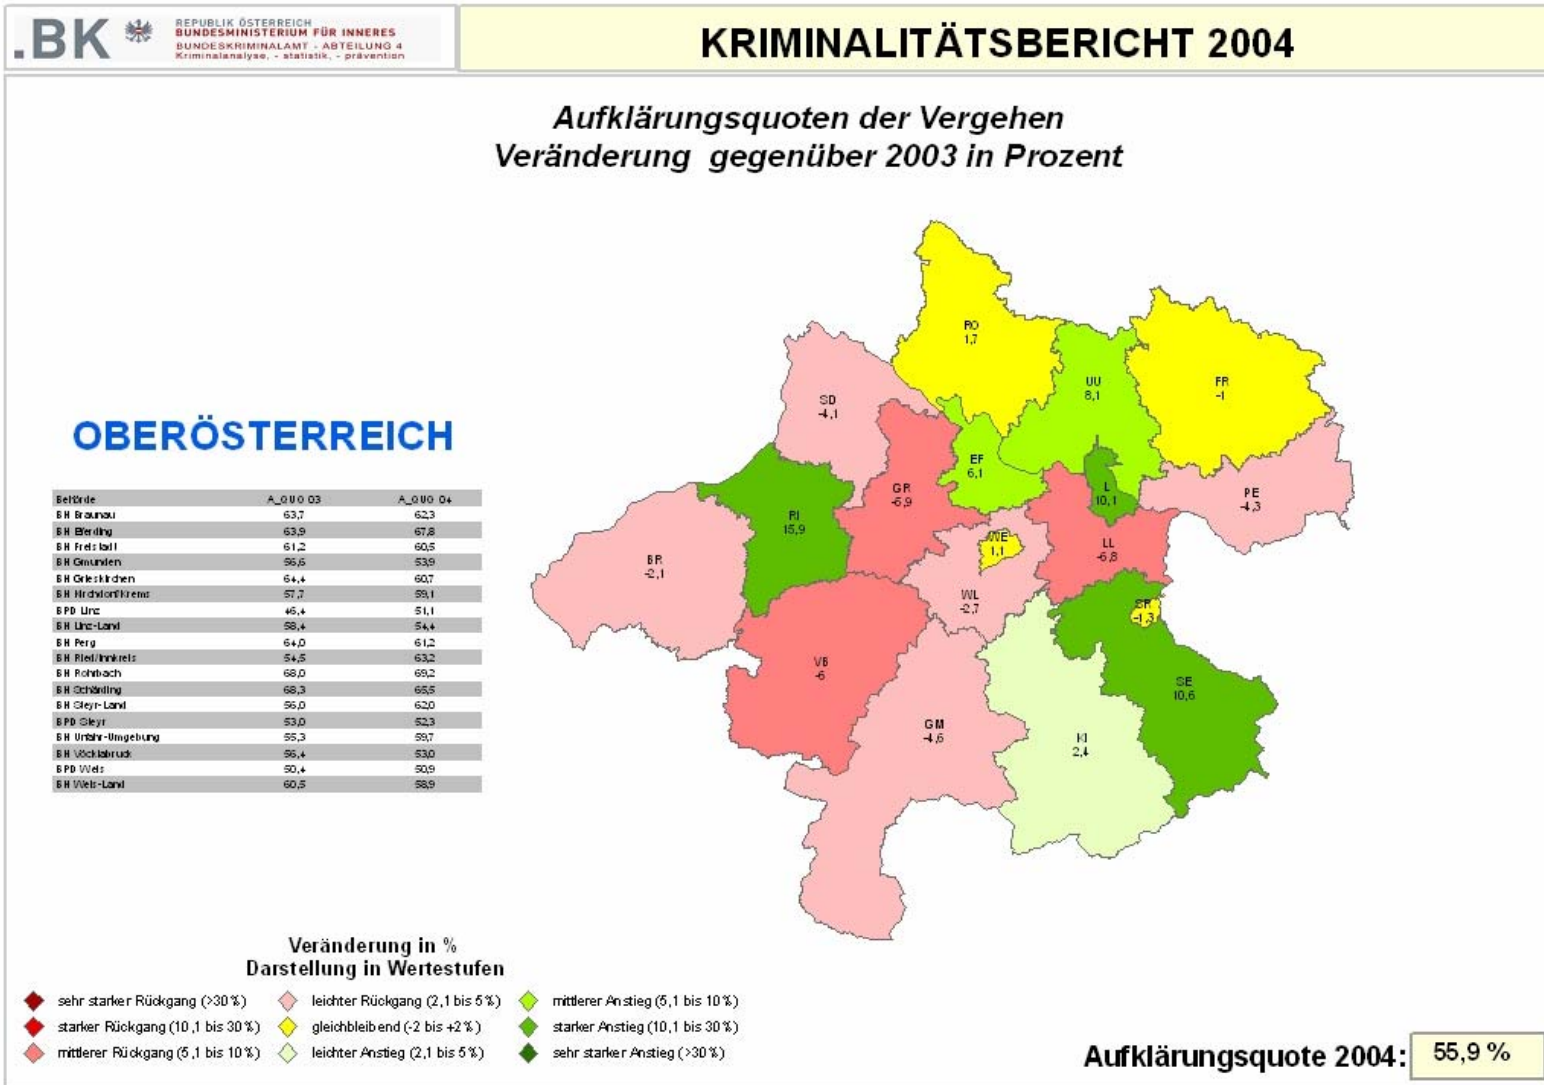 .BK
REPUBLIK ÖSTERREICH
BUNDESMINISTERIUM FÜR INNERES
BUNDESKRIMINALAMT - ABTEILUNG 4
Kriminalanalyse, - statistik, - prävention
KRIMINALITÄTSBERICHT 2004
Aufklärungsquoten der Vergehen
Veränderung gegenüber 2003 in Prozent
OBERÖSTERREICH
Behörde A_QUO 03 A_QUO 04
BH Braunau 63,7 62,3
BH Eferding 63,9 67,8
BH Freistadt 61,2 60,5
BH Gmunden 56,6 53,9
BH Grieskirchen 64,4 60,7
BH Kirchdorf/Krems 57,7 59,1
BPD Linz 46,4 51,1
BH Linz-Land 58,4 54,4
BH Perg 64,0 61,2
BH Ried/Innkreis 54,5 63,2
BH Rohrbach 68,0 69,2
BH Schärding 68,3 65,5
BH Steyr-Land 56,0 62,0
BPD Steyr 53,0 52,3
BH Urfahr-Umgebung 55,3 59,7
BH Vöcklabruck 56,4 53,0
BPD Wels 50,4 50,9
BH Wels-Land 60,5 58,9
RO
1,7
FR
-1
UU
8,1
SD
-4,1
EF
6,1
GR
-5,9
L
10,1
PE
-4,3
RI
15,9
WE
1,1
LL
-6,8
BR
-2,1
WL
-2,7
SR
-1,3
VB
-6
SE
10,6
GM
-4,6
KI
2,4
Veränderung in %
Darstellung in Wertestufen
sehr starker Rückgang (>30%) leichter Rückgang (2,1 bis 5%) mittlerer Anstieg (5,1 bis 10%)
starker Rückgang (10,1 bis 30%) gleichbleibend (-2 bis +2%) starker Anstieg (10,1 bis 30%)
mittlerer Rückgang (5,1 bis 10%) leichter Anstieg (2,1 bis 5%) sehr starker Anstieg (>30%)
Aufklärungsquote 2004: 55,9 %